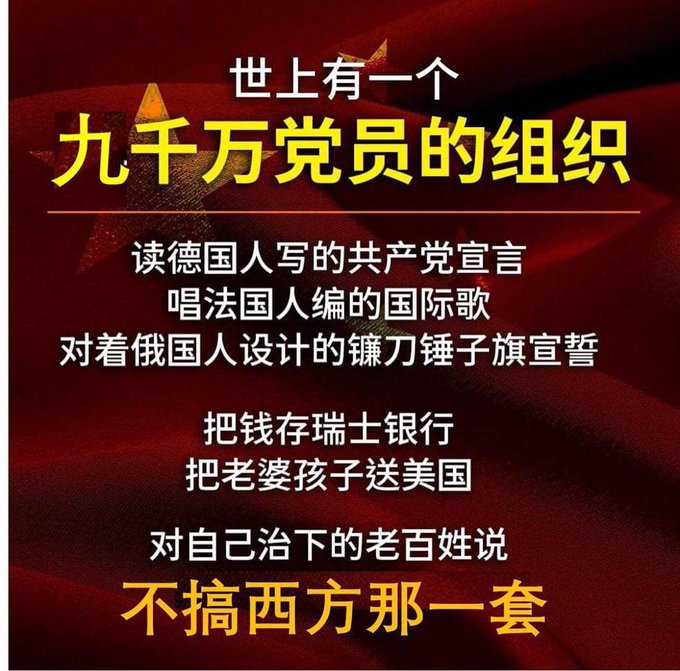 世上有一个
九千万党员的组织
读德国人写的共产党宣言
唱法国人编的国际歌
对着俄国人设计的镰刀锤子旗宣誓
把钱存瑞士银行
把老婆孩子送美国
对自己治下的老百姓说
不搞西方那一套